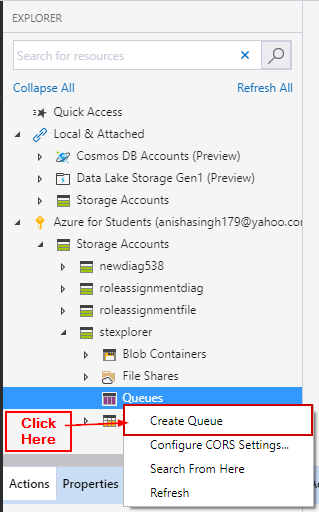 EXPLORER
Search for resources
Collapse All
Refresh All
Quick Access
Local & Attached
Cosmos DB Accounts (Preview)
Data Lake Storage Gen1 (Preview)
Storage Accounts
Azure for Students (anishasingh179@yahoo.co
Storage Accounts
newdiag538
roleassignmentdiag
roleassignmentfile
stexplorer
Blob Containers
File Shares
Queues
Click
Here
Create Queue
Configure CORS Settings...
Search From Here
Refresh
Actions
Properties